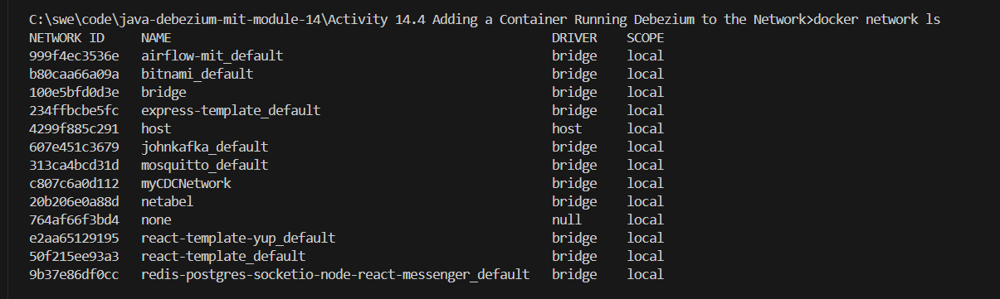 C:\swe\code\java-debezium-mit-module-14\Activity 14.4 Adding a Container Running Debezium to the Network>docker network ls
NETWORK ID     NAME                                            DRIVER    SCOPE
999f4ec3536e   airflow-mit_default                             bridge    local
b80caa66a09a   bitnami_default                                 bridge    local
100e5bfd0d3e   bridge                                          bridge    local
234ffbcbe5fc   express-template_default                        bridge    local
4299f885c291   host                                            host      local
607e451c3679   johnkafka_default                               bridge    local
313ca4bcd31d   mosquitto_default                               bridge    local
c807c6a0d112   myCDCNetwork                                    bridge    local
20b206e0a88d   netabel                                         bridge    local
764af66f3bd4   none                                            null      local
e2aa65129195   react-template-yup_default                      bridge    local
50f215ee93a3   react-template_default                          bridge    local
9b37e86df0cc   redis-postgres-socketio-node-react-messenger_default   bridge    local